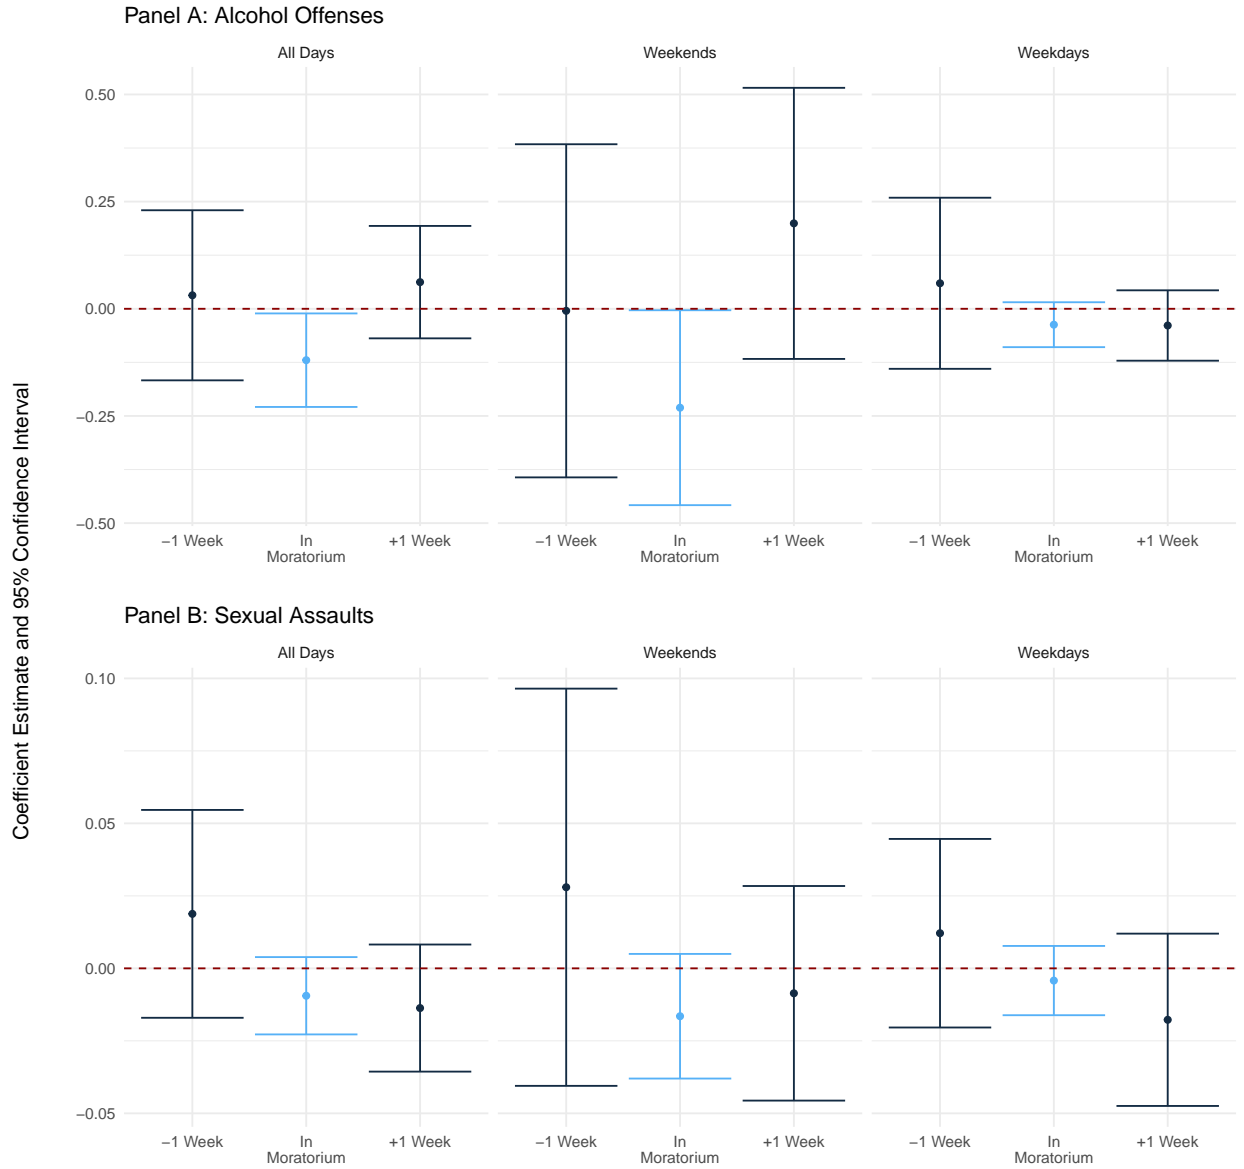 Panel A: Alcohol Offenses
All Days
Weekends
Weekdays
0.50
0.25
0.00
−0.25
−0.50
−1 Week
In
Moratorium
+1 Week
−1 Week
In
Moratorium
+1 Week
−1 Week
In
Moratorium
+1 Week
Coefficient Estimate and 95% Confidence Interval
Panel B: Sexual Assaults
All Days
Weekends
Weekdays
0.10
0.05
0.00
−0.05
−1 Week
In
Moratorium
+1 Week
−1 Week
In
Moratorium
+1 Week
−1 Week
In
Moratorium
+1 Week